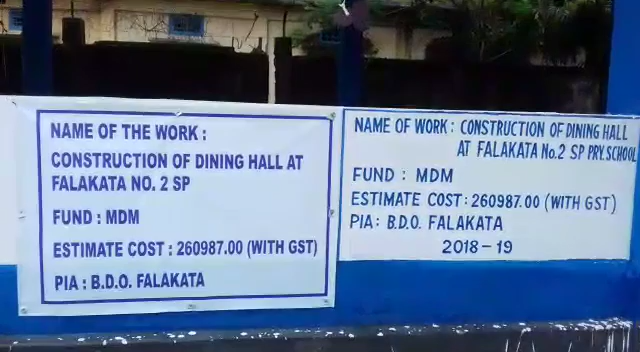 NAME OF THE WORK :
CONSTRUCTION OF DINING HALL AT
FALAKATA NO. 2 SP
FUND : MDM
ESTIMATE COST : 260987.00 (WITH GST)
PIA : B.D.O. FALAKATA
NAME OF WORK : CONSTRUCTION OF DINING HALL
AT FALAKATA No.2 SP PRY. SCHOOL
FUND : MDM
ESTIMATE COST : 260987.00 (WITH GST)
PIA: B.D.O. FALAKATA
2018-19